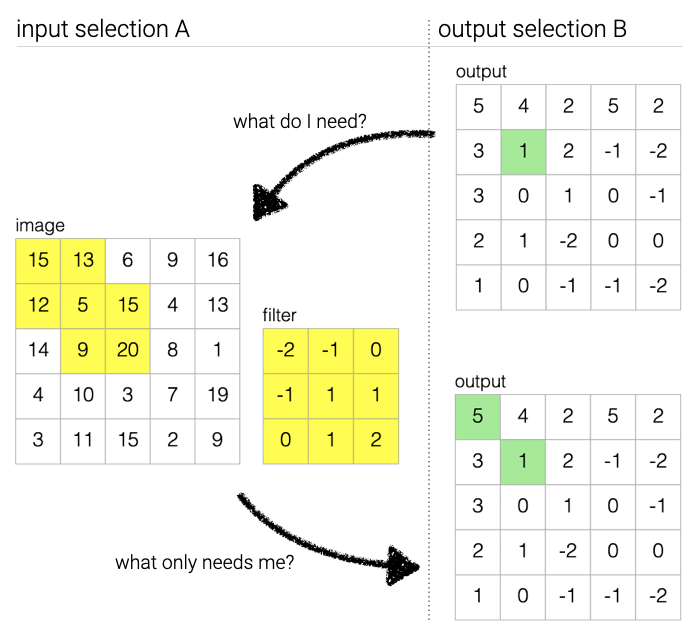 input selection A
output selection B
output
5 4 2 5 2
3 1 2 -1 -2
3 0 1 0 -1
2 1 -2 0 0
1 0 -1 -1 -2
what do I need?
image
15 13 6 9 16
12 5 15 4 13
14 9 20 8 1
4 10 3 7 19
3 11 15 2 9
filter
-2 -1 0
-1 1 1
0 1 2
output
5 4 2 5 2
3 1 2 -1 -2
3 0 1 0 -1
2 1 -2 0 0
1 0 -1 -1 -2
what only needs me?